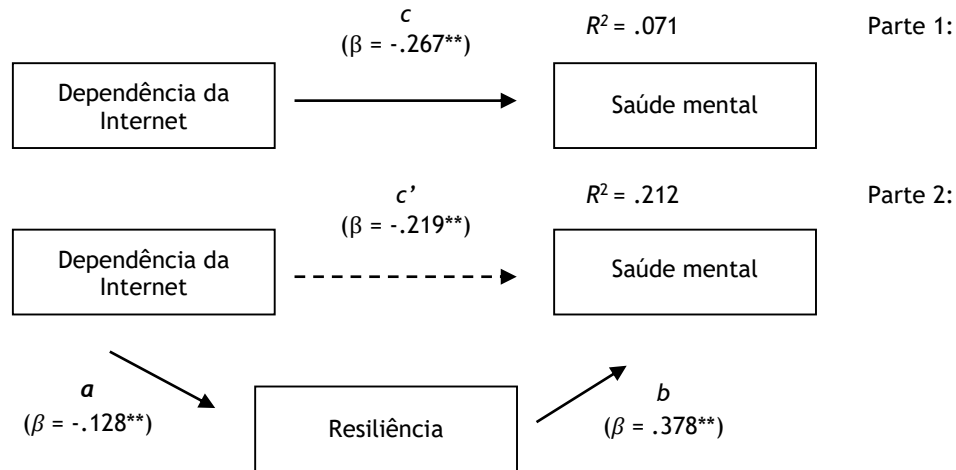 c
(β = -.267**)
R² = .071
Parte 1:
Dependência da
Internet
Saúde mental
c’
(β = -.219**)
R² = .212
Parte 2:
Dependência da
Internet
Saúde mental
a
(β = -.128**)
Resiliência
b
(β = .378**)